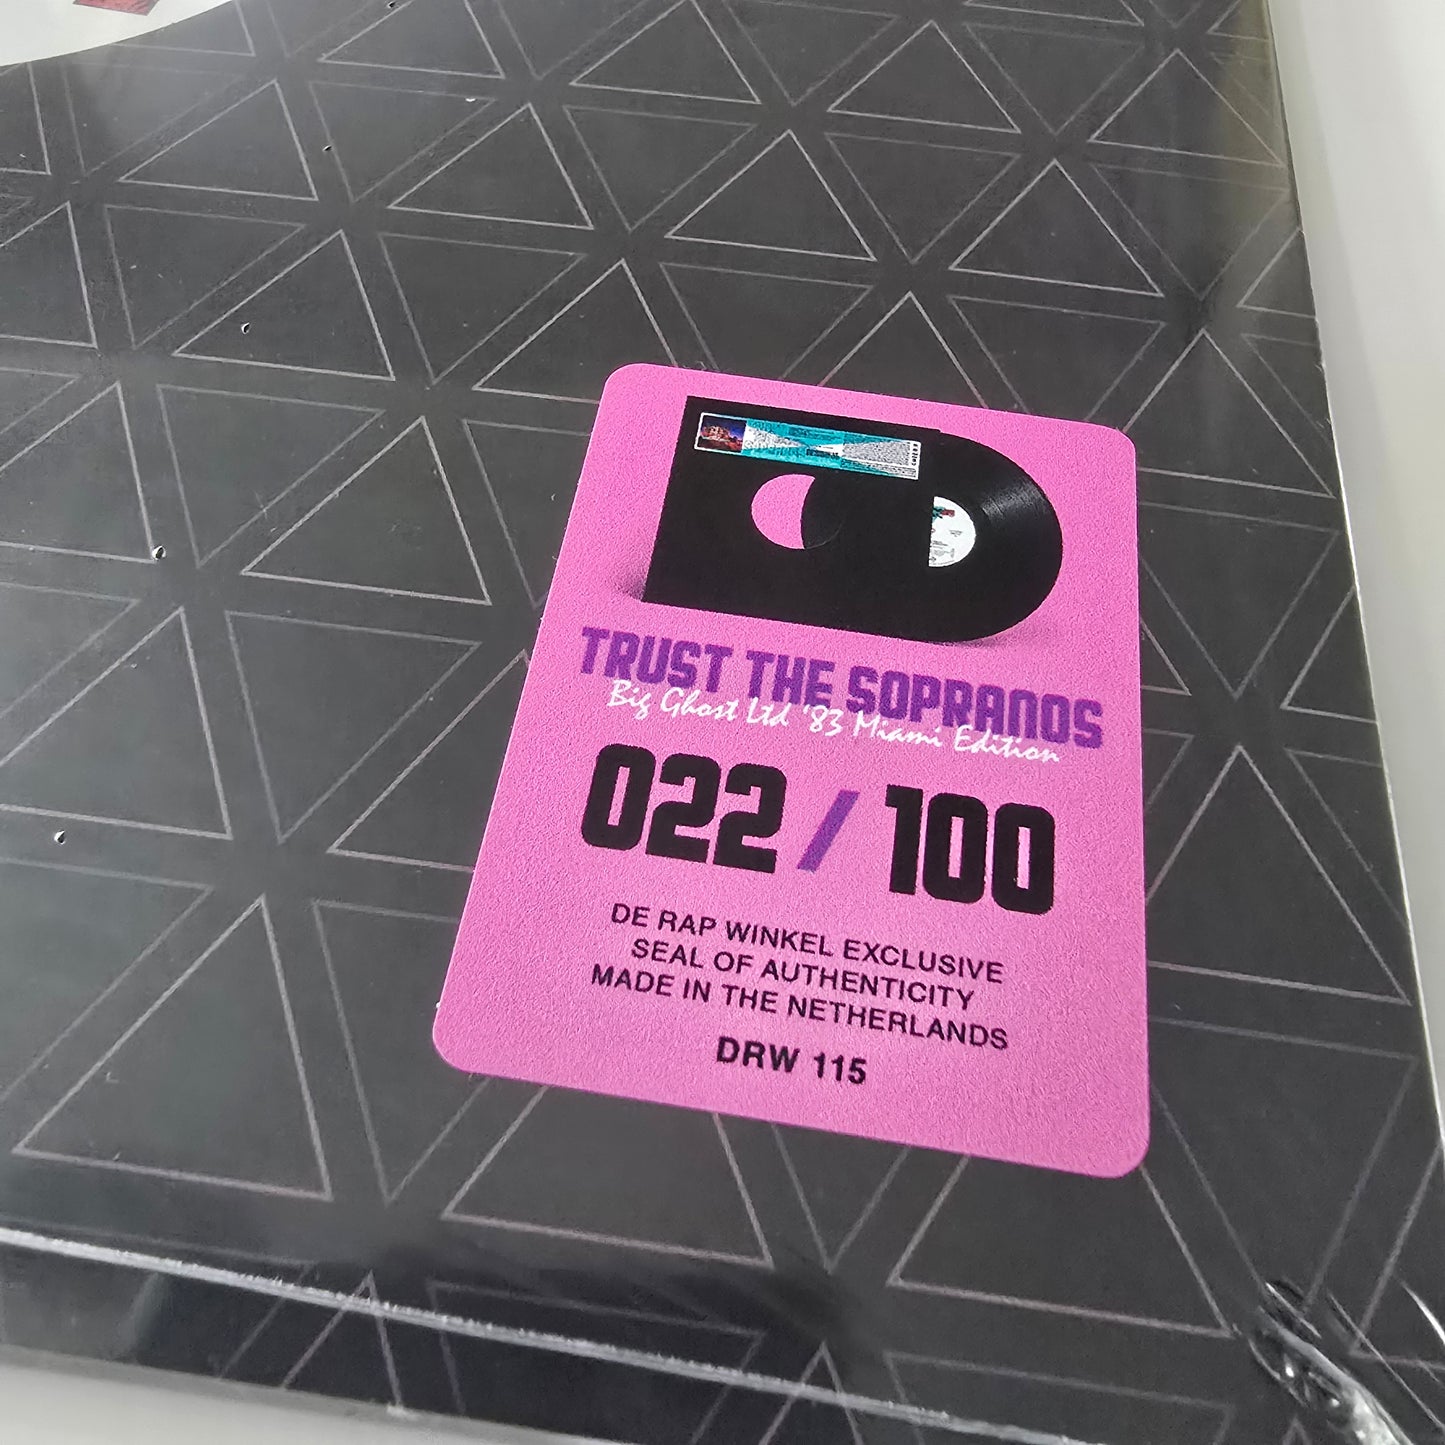 TRUST THE SOPRANOS
Big Ghost Ltd '83 Miami Edition
022 / 100
DE RAP WINKEL EXCLUSIVE
SEAL OF AUTHENTICITY
MADE IN THE NETHERLANDS
DRW 115